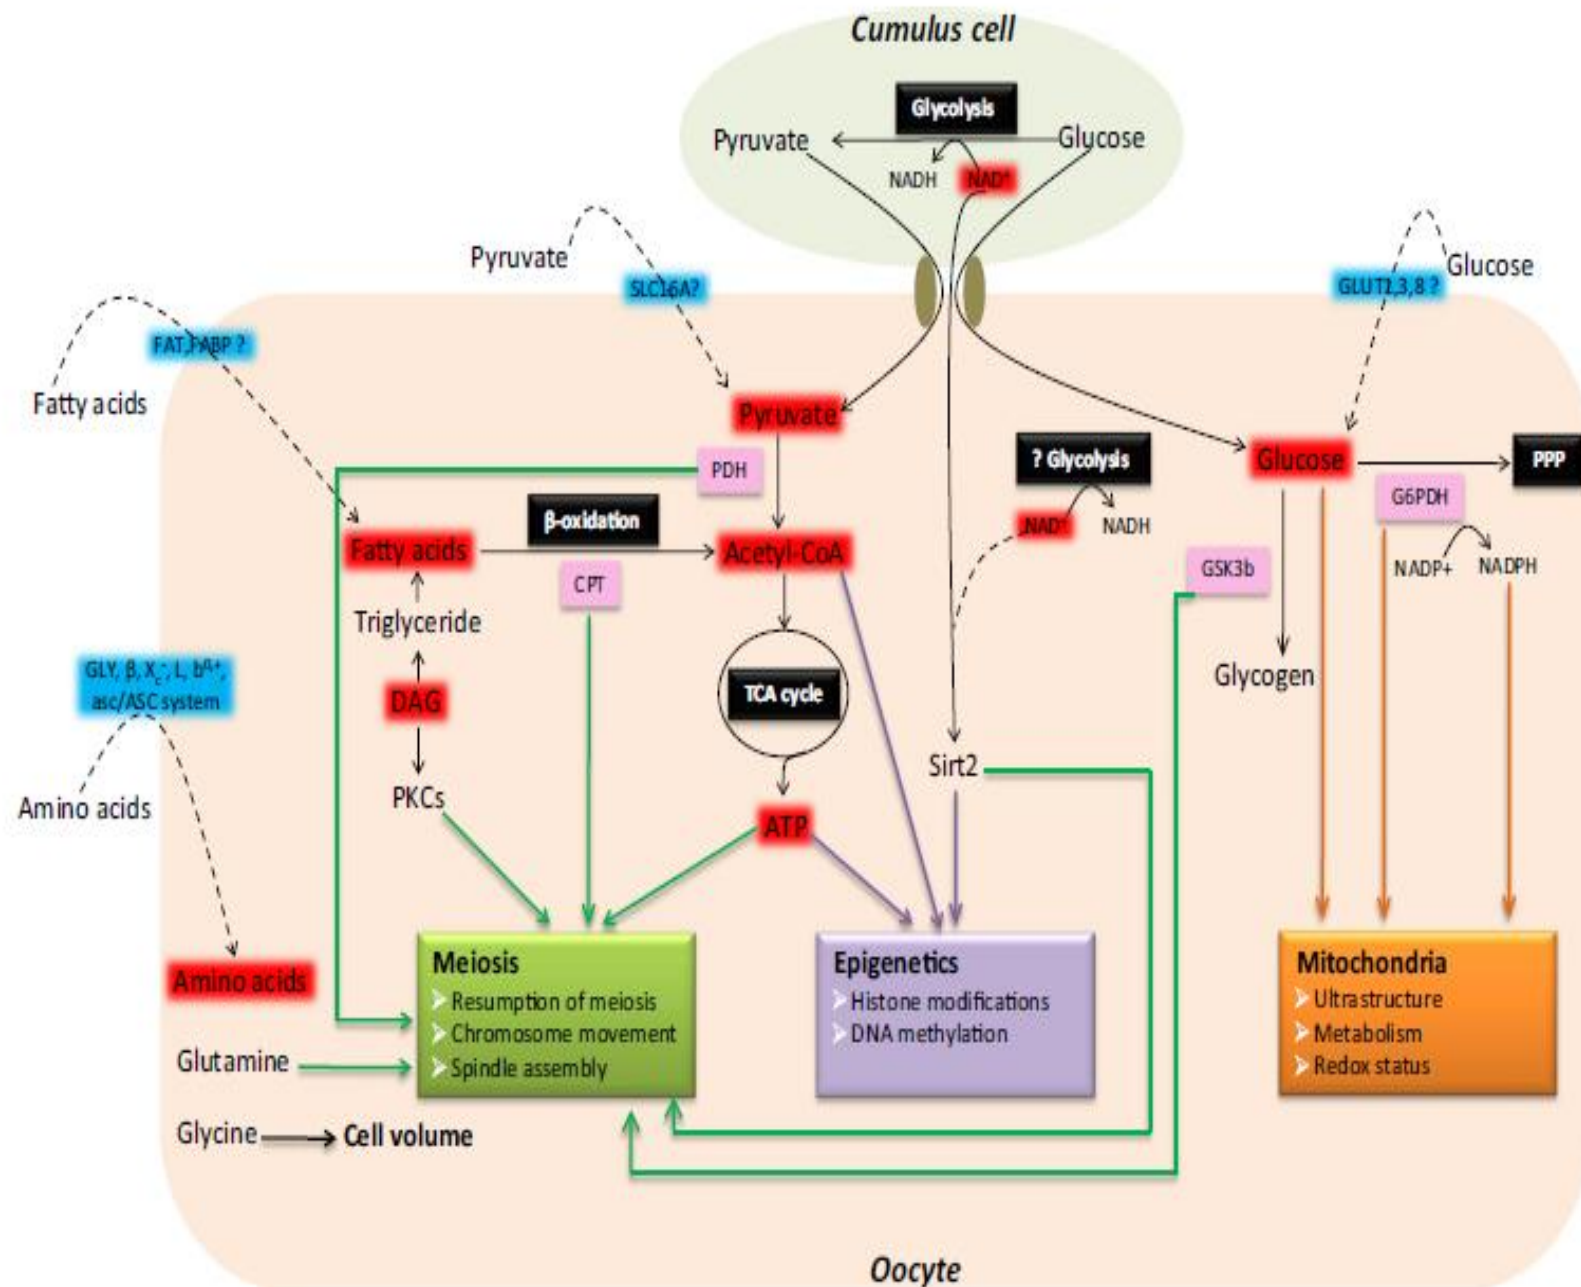 Cumulus cell
Glycolysis
Pyruvate
Glucose
NADH
NAD⁺
Pyruvate
Glucose
SLC16A?
GLUT1,3,8 ?
FAT,FABP ?
Fatty acids
Pyruvate
PDH
? Glycolysis
Glucose
PPP
G6PDH
β-oxidation
NAD⁺
NADH
Fatty acids
Acetyl-CoA
CPT
GSK3b
NADP+
NADPH
Triglyceride
GLY, β, Xc⁻, L, b⁰,⁺,
asc/ASC system
DAG
TCA cycle
Glycogen
Sirt2
PKCs
Amino acids
ATP
Amino acids
Meiosis
Resumption of meiosis
Chromosome movement
Spindle assembly
Epigenetics
Histone modifications
DNA methylation
Mitochondria
Ultrastructure
Metabolism
Redox status
Glutamine
Glycine
Cell volume
Oocyte